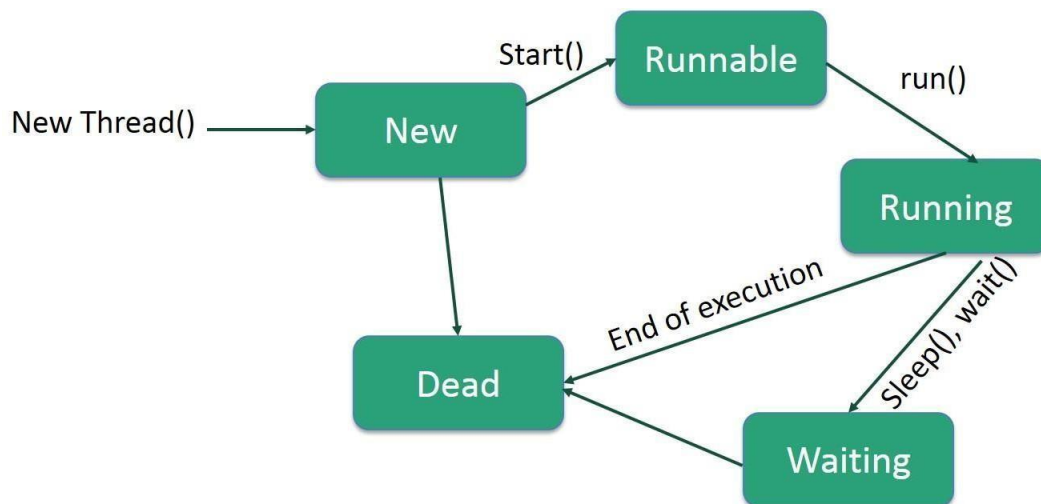 Start()
Runnable
run()
New Thread()
New
Running
End of execution
Sleep(), wait()
Dead
Waiting